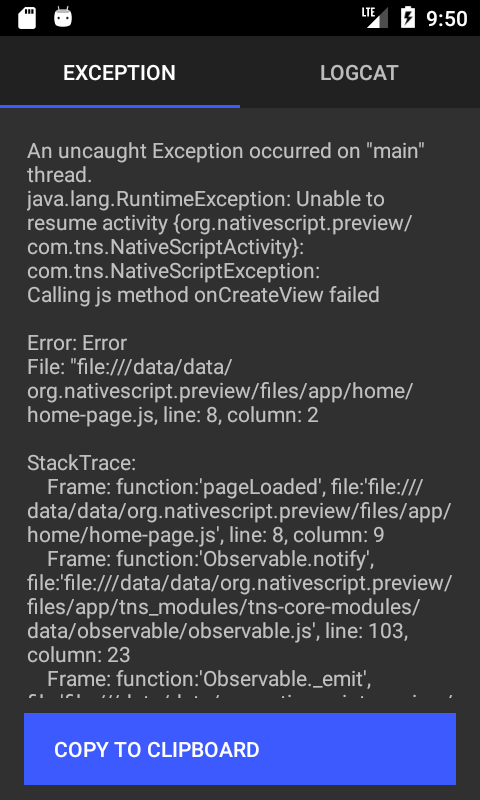 LTE 9:50
EXCEPTION LOGCAT
An uncaught Exception occurred on "main"
thread.
java.lang.RuntimeException: Unable to
resume activity {org.nativescript.preview/
com.tns.NativeScriptActivity}:
com.tns.NativeScriptException:
Calling js method onCreateView failed
Error: Error
File: "file:///data/data/
org.nativescript.preview/files/app/home/
home-page.js, line: 8, column: 2
StackTrace:
Frame: function:'pageLoaded', file:'file:///
data/data/org.nativescript.preview/files/app/
home/home-page.js', line: 8, column: 9
Frame: function:'Observable.notify',
file:'file:///data/data/org.nativescript.preview/
files/app/tns_modules/tns-core-modules/
data/observable/observable.js', line: 103,
column: 23
Frame: function:'Observable._emit',
COPY TO CLIPBOARD